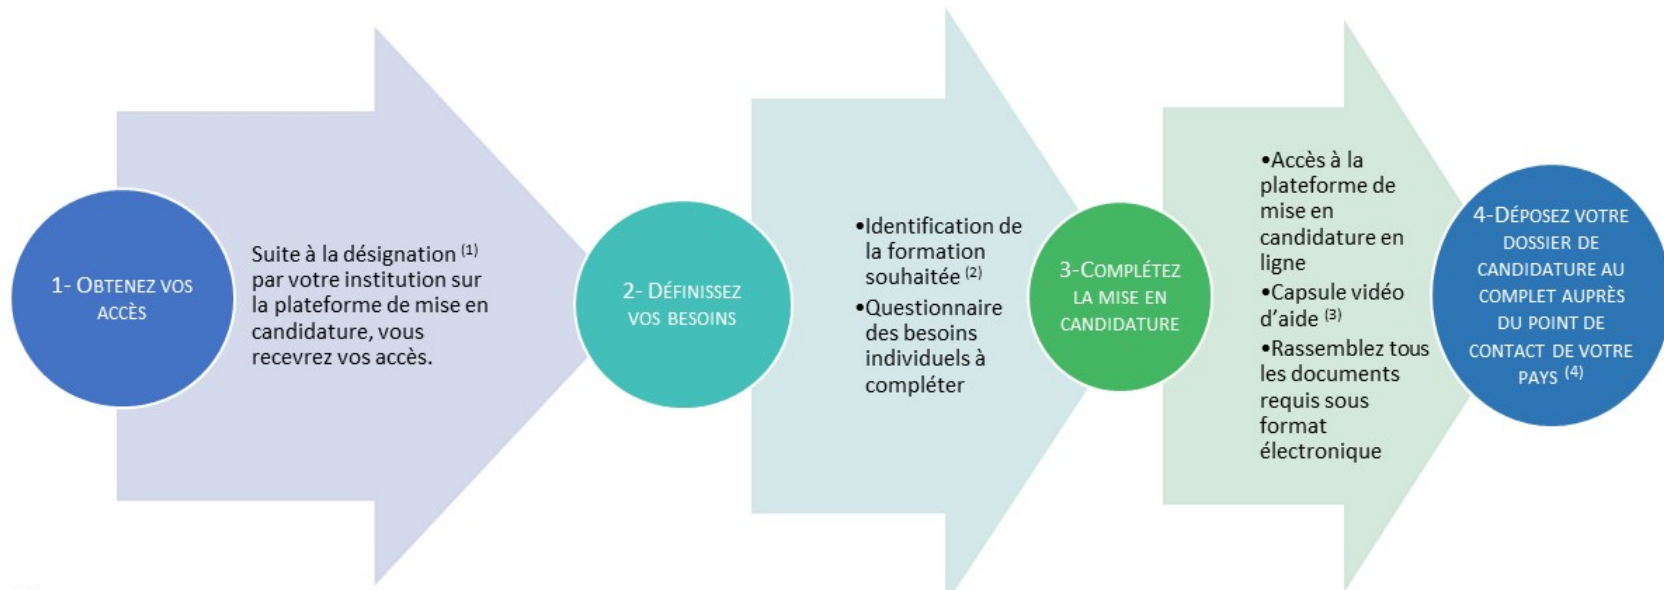 1- OBTENEZ VOS
ACCÈS
Suite à la désignation (1)
par votre institution sur
la plateforme de mise en
candidature, vous
recevrez vos accès.
2- DÉFINISSEZ
VOS BESOINS
•Identification de
la formation
souhaitée (2)
•Questionnaire
des besoins
individuels à
compléter
3-COMPLÉTEZ
LA MISE EN
CANDIDATURE
•Accès à la
plateforme de
mise en
candidature en
ligne
•Capsule vidéo
d’aide (3)
•Rassemblez tous
les documents
requis sous
format
électronique
4-DÉPOSEZ VOTRE
DOSSIER DE
CANDIDATURE AU
COMPLET AUPRÈS
DU POINT DE
CONTACT DE VOTRE
PAYS (4)